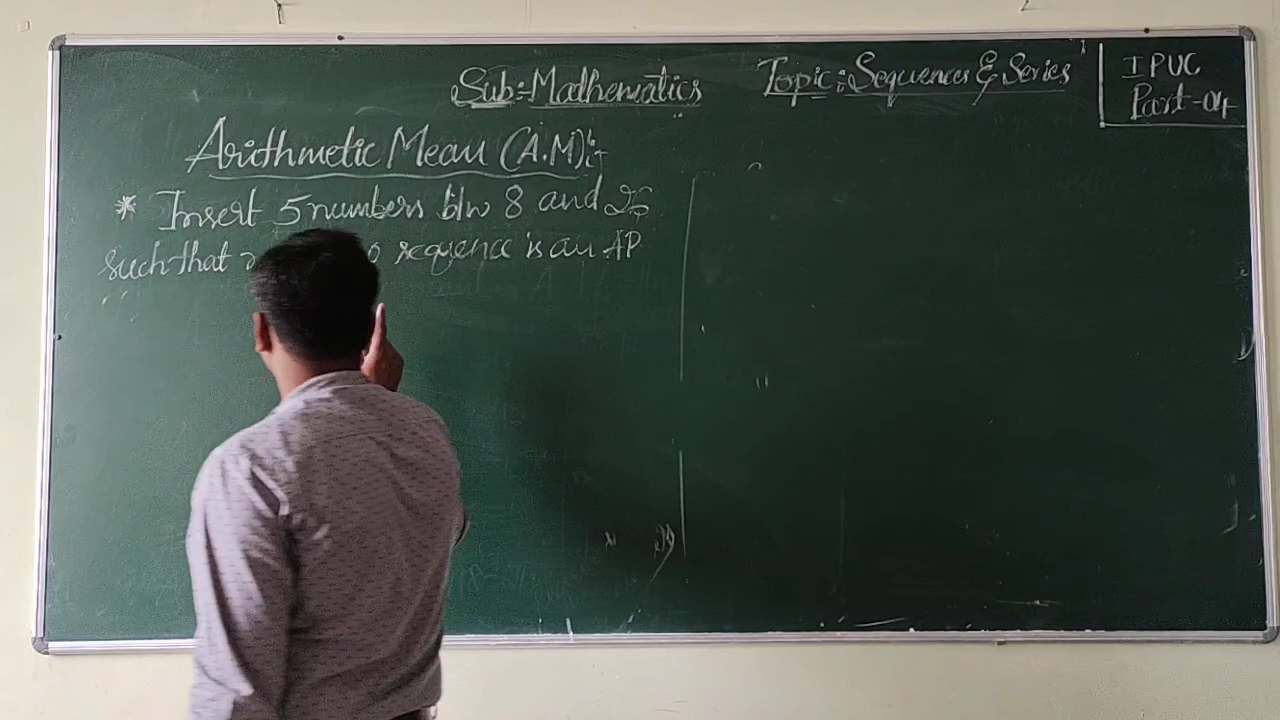 Sub:- Mathematics
Topic:- Sequences & Series
I PUC
Part-04
Arithmetic Mean (A.M):-
* Insert 5 numbers b/w 8 and
such that sequence is an AP